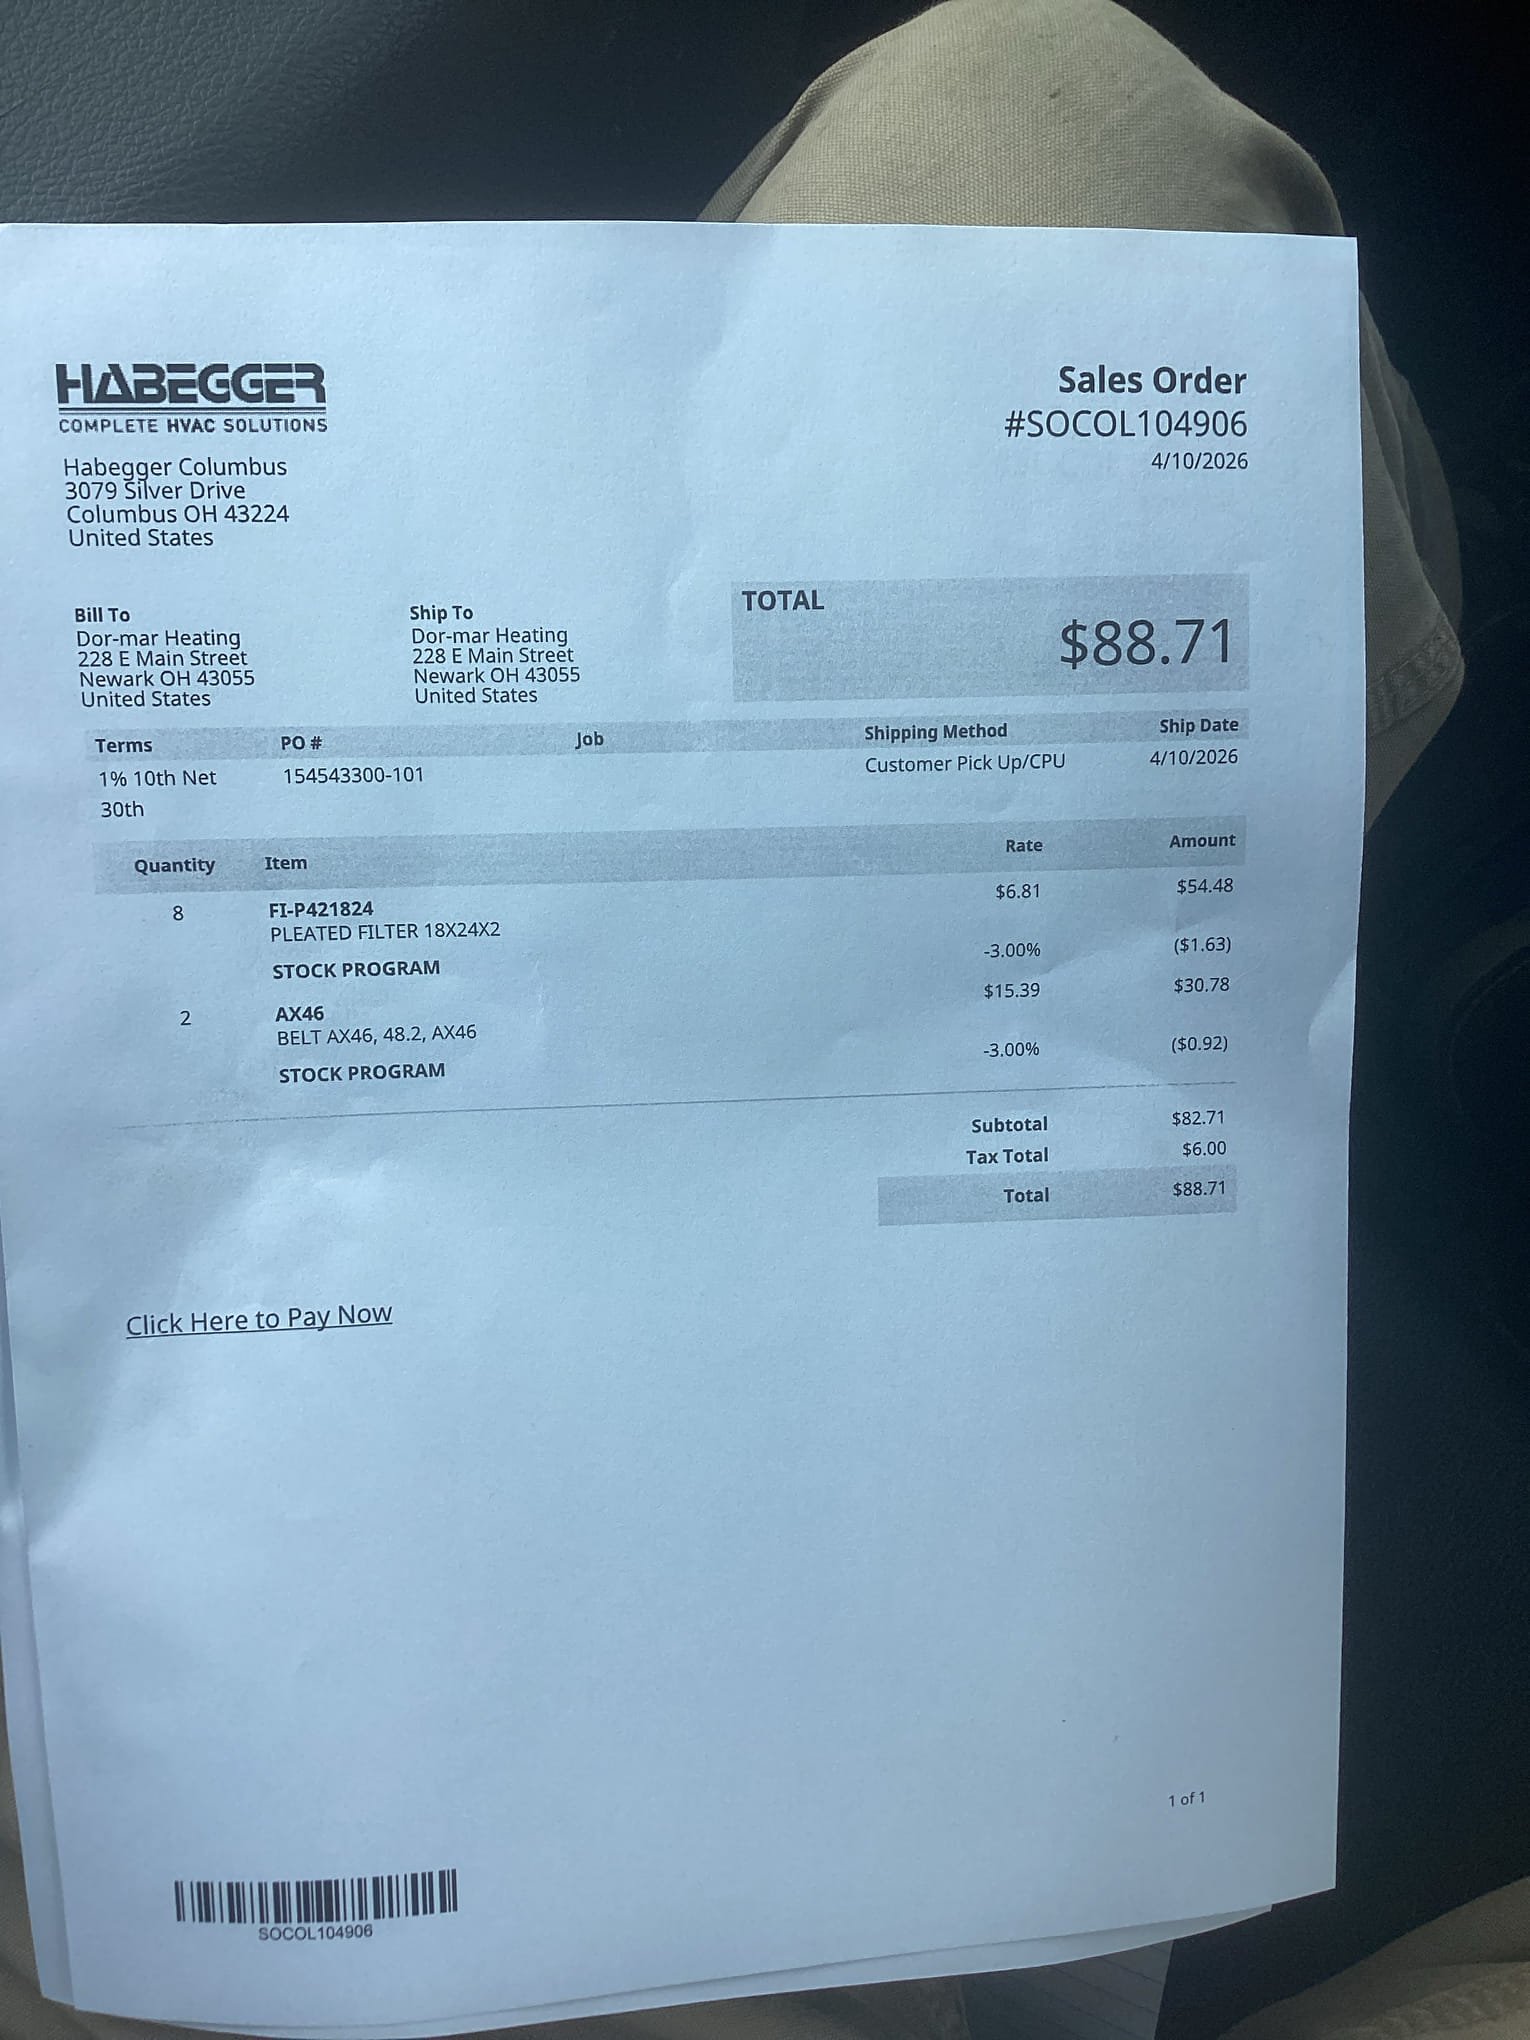 HABEGGER
COMPLETE HVAC SOLUTIONS
Habegger Columbus
3079 Silver Drive
Columbus OH 43224
United States
Sales Order
#SOCOL104906
4/10/2026
Bill To
Dor-mar Heating
228 E Main Street
Newark OH 43055
United States
Ship To
Dor-mar Heating
228 E Main Street
Newark OH 43055
United States
TOTAL
$88.71
Terms PO # Job Shipping Method Ship Date
1% 10th Net 154543300-101 Customer Pick Up/CPU 4/10/2026
30th
Quantity Item Rate Amount
8 FI-P421824 $6.81 $54.48
PLEATED FILTER 18X24X2
STOCK PROGRAM -3.00% ($1.63)
2 AX46 $15.39 $30.78
BELT AX46, 48.2, AX46
STOCK PROGRAM -3.00% ($0.92)
Subtotal $82.71
Tax Total $6.00
Total $88.71
Click Here to Pay Now
1 of 1
SOCOL104906